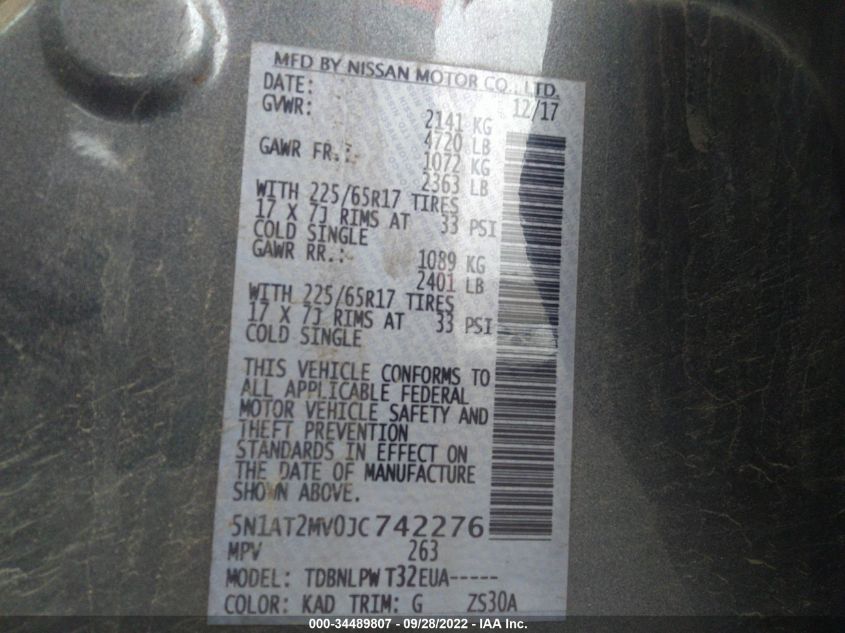 MFD BY NISSAN MOTOR CO., LTD.
DATE: 12/17
GVWR: 2141 KG
4720 LB
GAWR FR.: 1072 KG
2363 LB
WITH 225/65R17 TIRES
17 X 7J RIMS AT 33 PSI
COLD SINGLE
GAWR RR.: 1089 KG
2401 LB
WITH 225/65R17 TIRES
17 X 7J RIMS AT 33 PSI
COLD SINGLE
THIS VEHICLE CONFORMS TO
ALL APPLICABLE FEDERAL
MOTOR VEHICLE SAFETY AND
THEFT PREVENTION
STANDARDS IN EFFECT ON
THE DATE OF MANUFACTURE
SHOWN ABOVE.
5N1AT2MV0JC742276
MPV 263
MODEL: TDBNLPW T32EUA-----
COLOR: KAD TRIM: G ZS30A
000-34489807 - 09/28/2022 - IAA Inc.